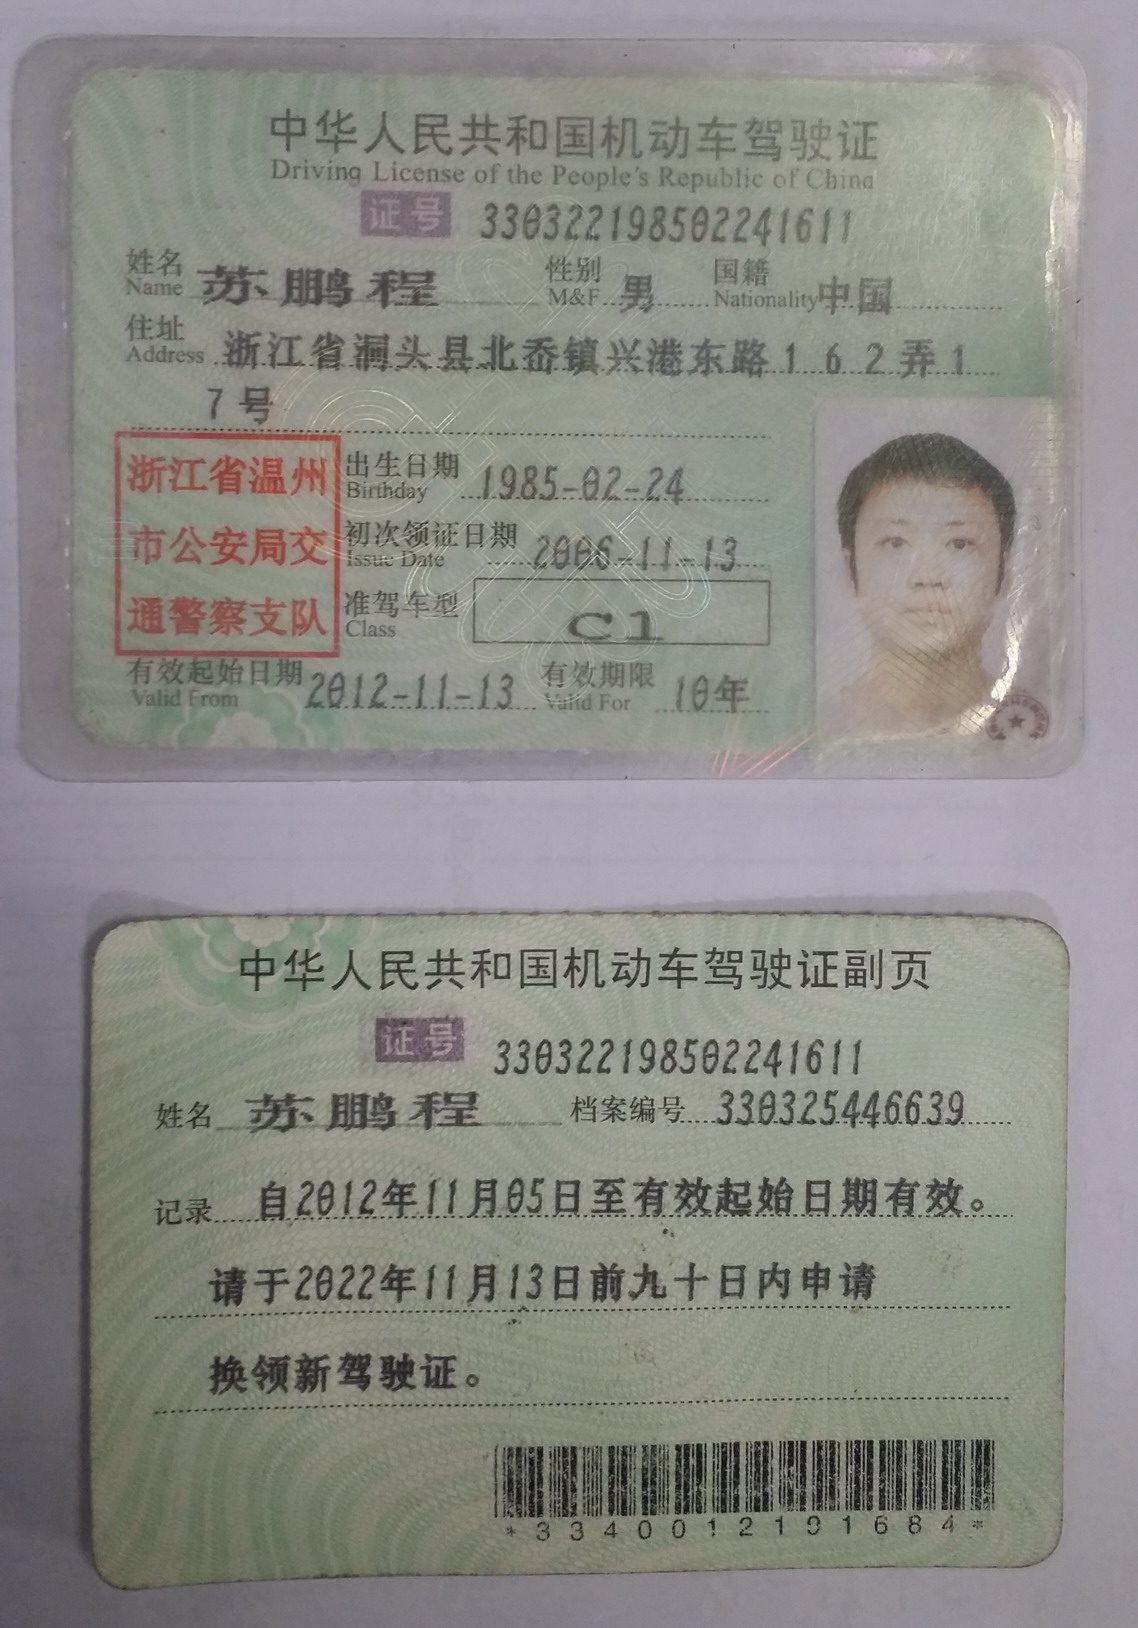 中华人民共和国机动车驾驶证
Driving License of the People's Republic of China
证号 330322198502241611
姓名 苏鹏程 性别 男 国籍 中国
Name M&F Nationality
住址 浙江省洞头县北岙镇兴港东路162弄1
Address
7号
浙江省温州
市公安局交
通警察支队
出生日期 1985-02-24
Birthday
初次领证日期 2006-11-13
Issue Date
准驾车型 C1
Class
有效起始日期 2012-11-13 有效期限 10年
Valid From Valid For
中华人民共和国机动车驾驶证副页
证号 330322198502241611
姓名 苏鹏程 档案编号 330325446639
记录 自2012年11月05日至有效起始日期有效。
请于2022年11月13日前九十日内申请
换领新驾驶证。
*3340012191684*